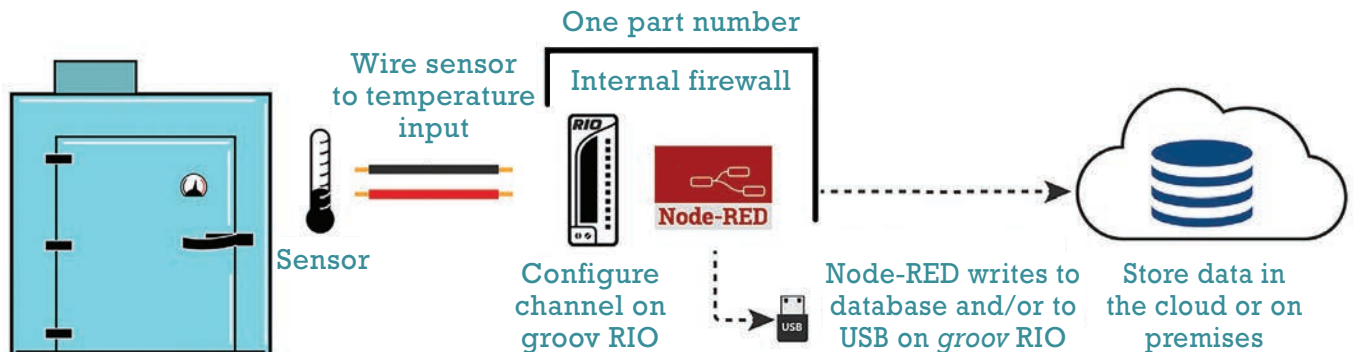 One part number
Wire sensor
to temperature
input
Internal firewall
RIO
Node-RED
Sensor
Configure
channel on
groov RIO
USB
Node-RED writes to
database and/or to
USB on groov RIO
Store data in
the cloud or on
premises